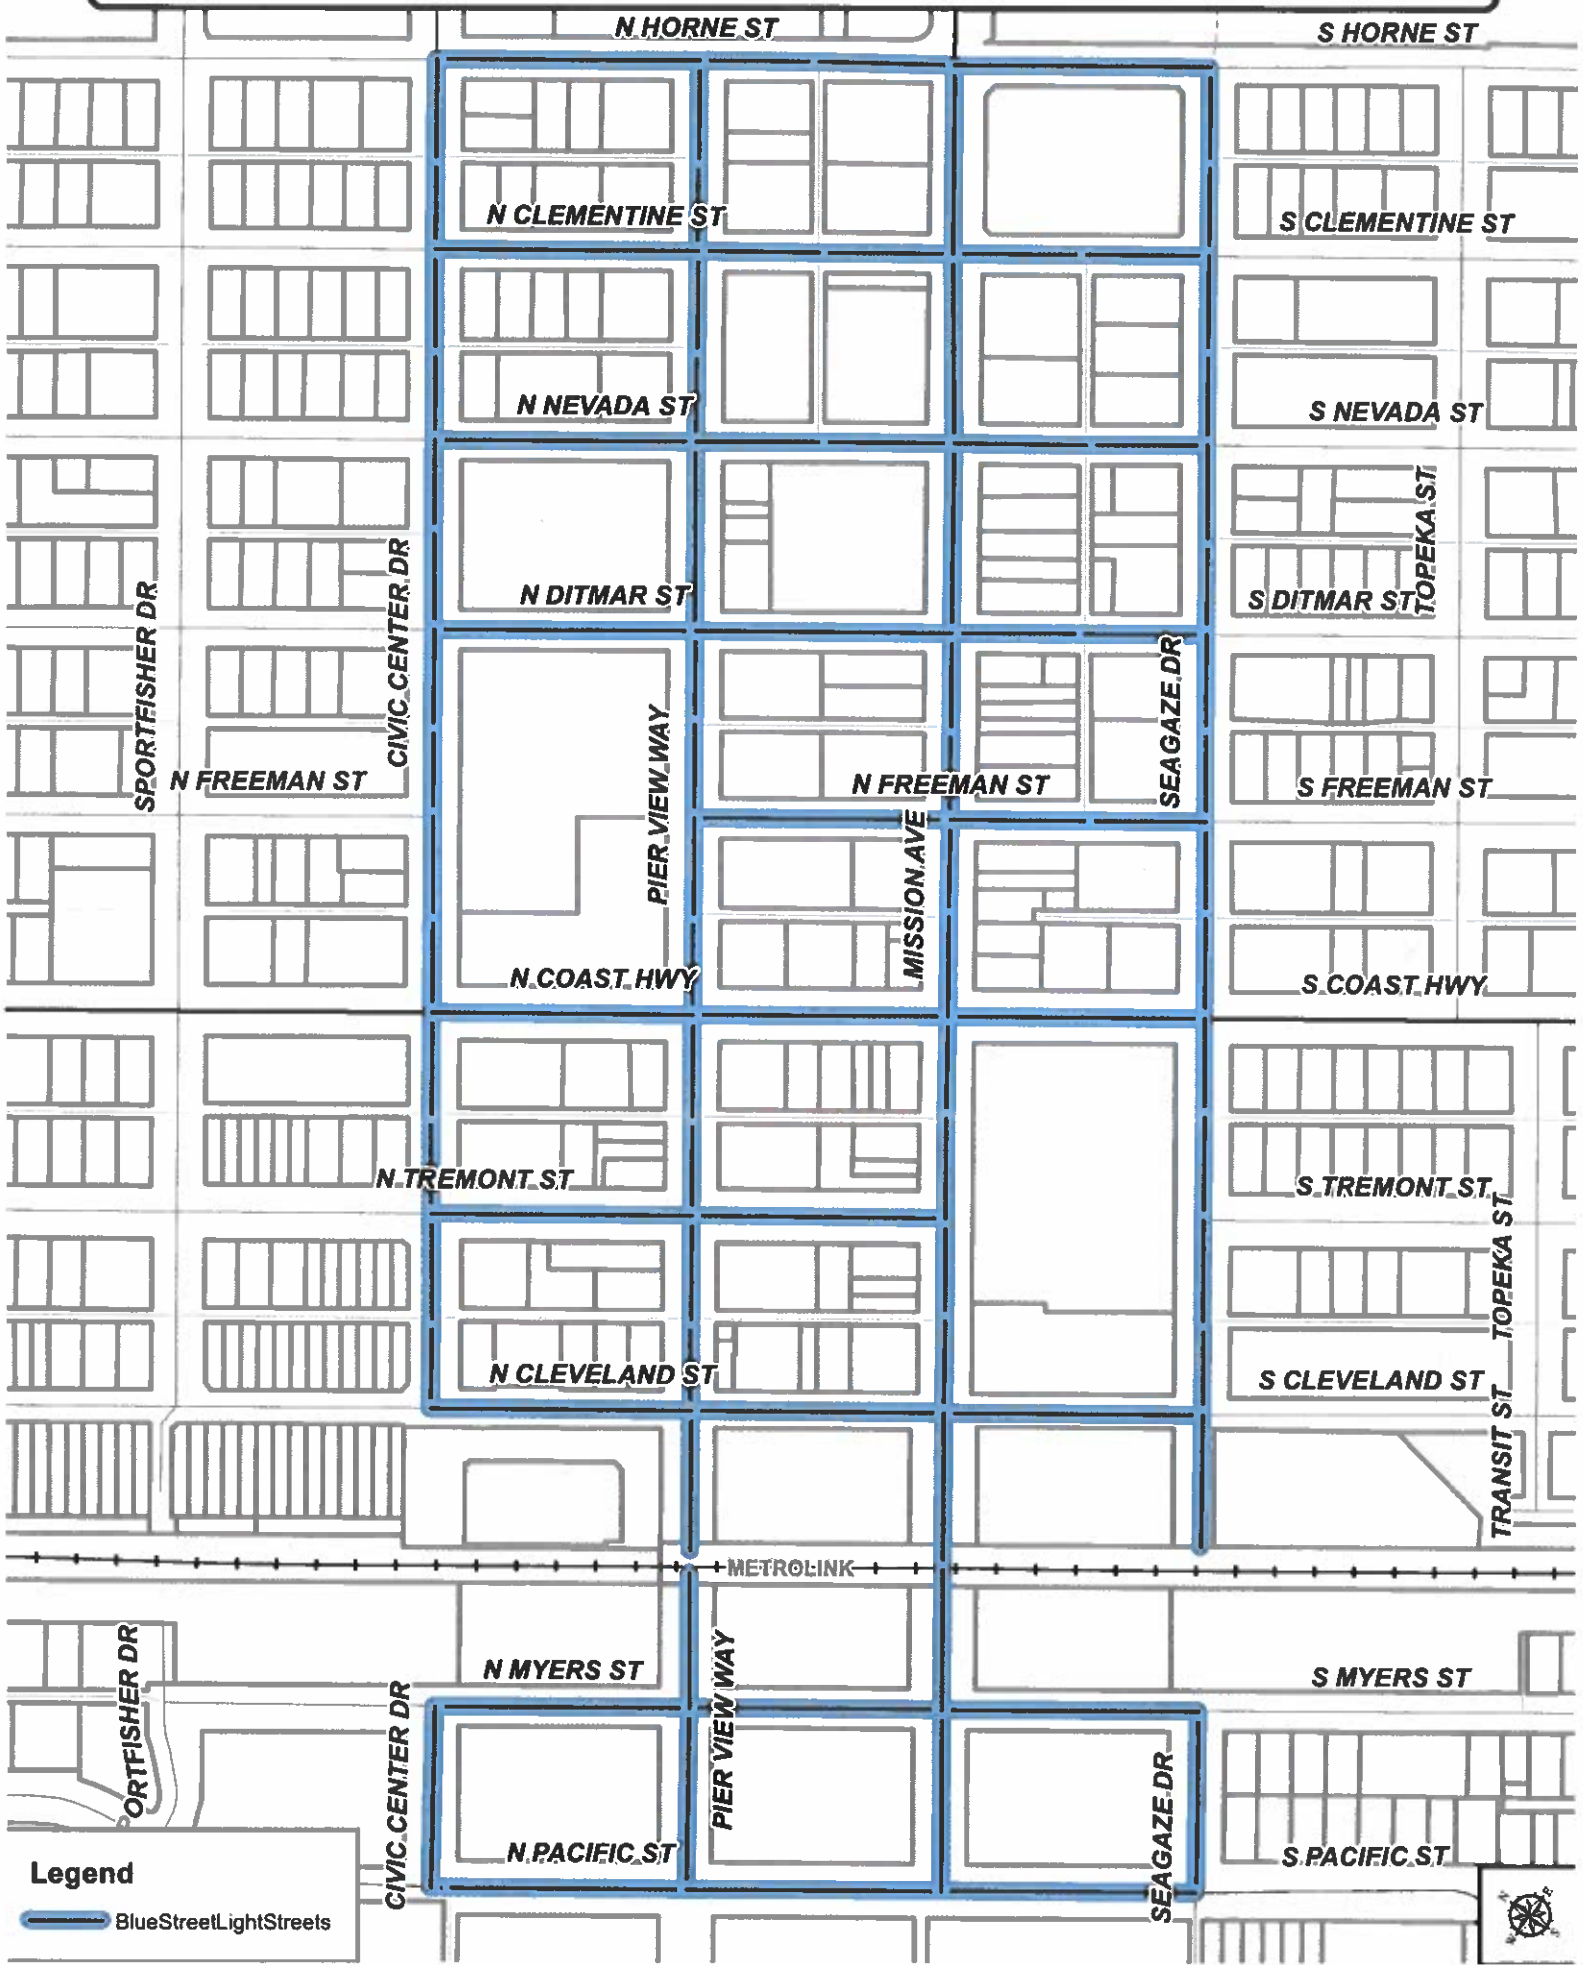 N HORNE ST
S HORNE ST
N CLEMENTINE ST
S CLEMENTINE ST
N NEVADA ST
S NEVADA ST
TOPEKA ST
N DITMAR ST
S DITMAR ST
SPORTFISHER DR
CIVIC CENTER DR
PIER VIEW WAY
SEAGAZE DR
N FREEMAN ST
N FREEMAN ST
S FREEMAN ST
MISSION AVE
N COAST HWY
S COAST HWY
N TREMONT ST
S TREMONT ST
TOPEKA ST
N CLEVELAND ST
S CLEVELAND ST
TRANSIT ST
METROLINK
ORTFISHER DR
N MYERS ST
S MYERS ST
CIVIC CENTER DR
PIER VIEW WAY
SEAGAZE DR
N PACIFIC ST
S PACIFIC ST
Legend
BlueStreetLightStreets